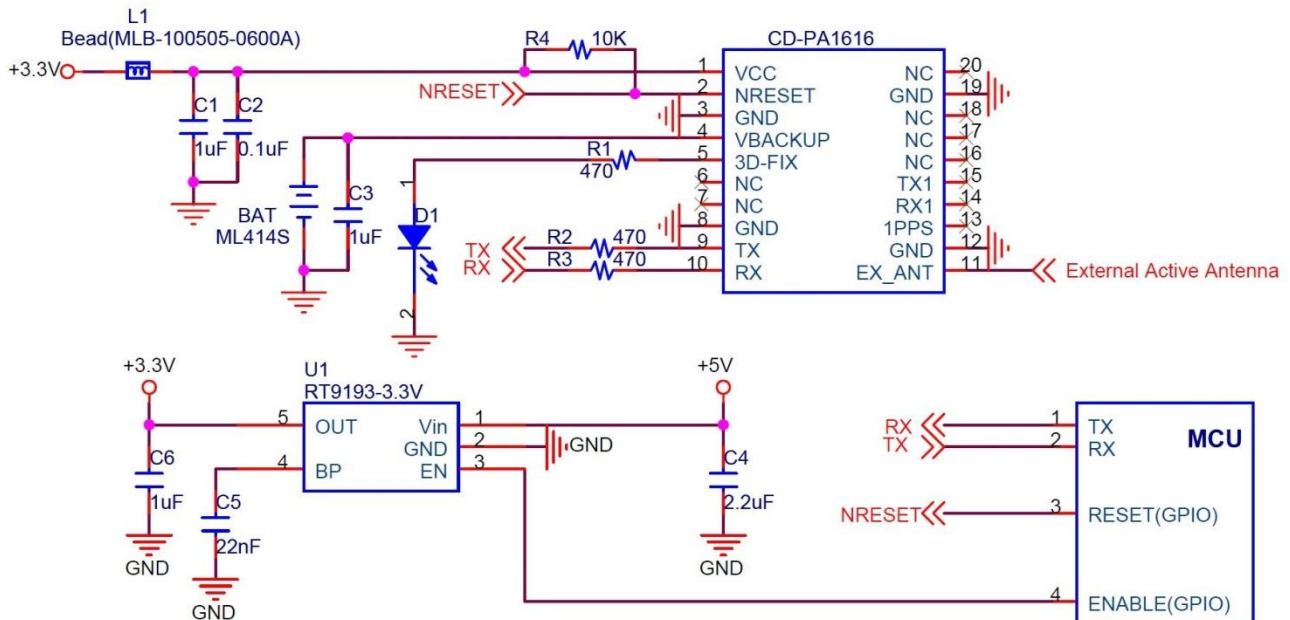 L1
Bead(MLB-100505-0600A)
+3.3V
R4 10K
CD-PA1616
NRESET
C1
1uF
C2
0.1uF
BAT
ML414S
C3
1uF
R1
470
1
D1
2
TX
R2 470
RX
R3 470
1 VCC
2 NRESET
3 GND
4 VBACKUP
5 3D-FIX
6 NC
7 NC
8 GND
9 TX
10 RX
NC 20
GND 19
NC 18
NC 17
NC 16
TX1 15
RX1 14
1PPS 13
GND 12
EX_ANT 11
External Active Antenna
+3.3V
U1
RT9193-3.3V
5 OUT
4 BP
Vin 1
GND 2
EN 3
GND
C6
1uF
GND
C5
22nF
GND
+5V
C4
2.2uF
GND
RX
TX
NRESET
MCU
1 TX
2 RX
3 RESET(GPIO)
4 ENABLE(GPIO)